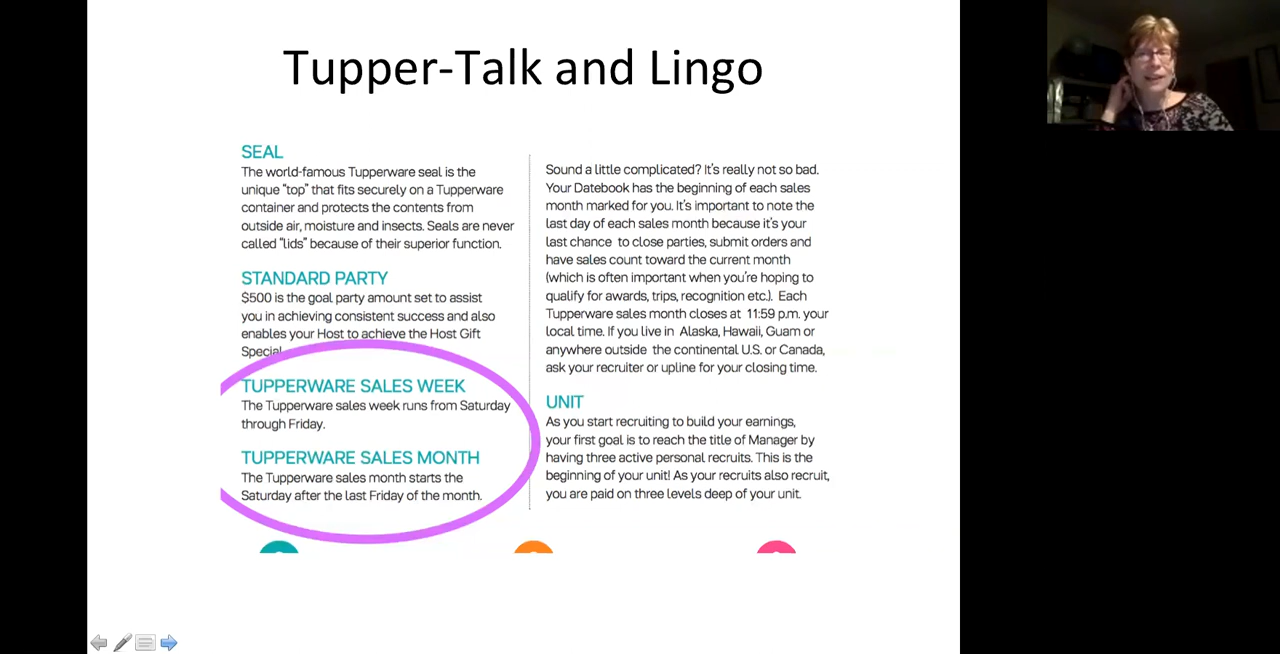 Tupper-Talk and Lingo
SEAL
The world-famous Tupperware seal is the
unique “top” that fits securely on a Tupperware
container and protects the contents from
outside air, moisture and insects. Seals are never
called “lids” because of their superior function.
STANDARD PARTY
$500 is the goal party amount set to assist
you in achieving consistent success and also
enables your Host to achieve the Host Gift
Special.
TUPPERWARE SALES WEEK
The Tupperware sales week runs from Saturday
through Friday.
TUPPERWARE SALES MONTH
The Tupperware sales month starts the
Saturday after the last Friday of the month.
Sound a little complicated? It’s really not so bad.
Your Datebook has the beginning of each sales
month marked for you. It’s important to note the
last day of each sales month because it’s your
last chance to close parties, submit orders and
have sales count toward the current month
(which is often important when you’re hoping to
qualify for awards, trips, recognition etc.). Each
Tupperware sales month closes at 11:59 p.m. your
local time. If you live in Alaska, Hawaii, Guam or
anywhere outside the continental U.S. or Canada,
ask your recruiter or upline for your closing time.
UNIT
As you start recruiting to build your earnings,
your first goal is to reach the title of Manager by
having three active personal recruits. This is the
beginning of your unit! As your recruits also recruit,
you are paid on three levels deep of your unit.